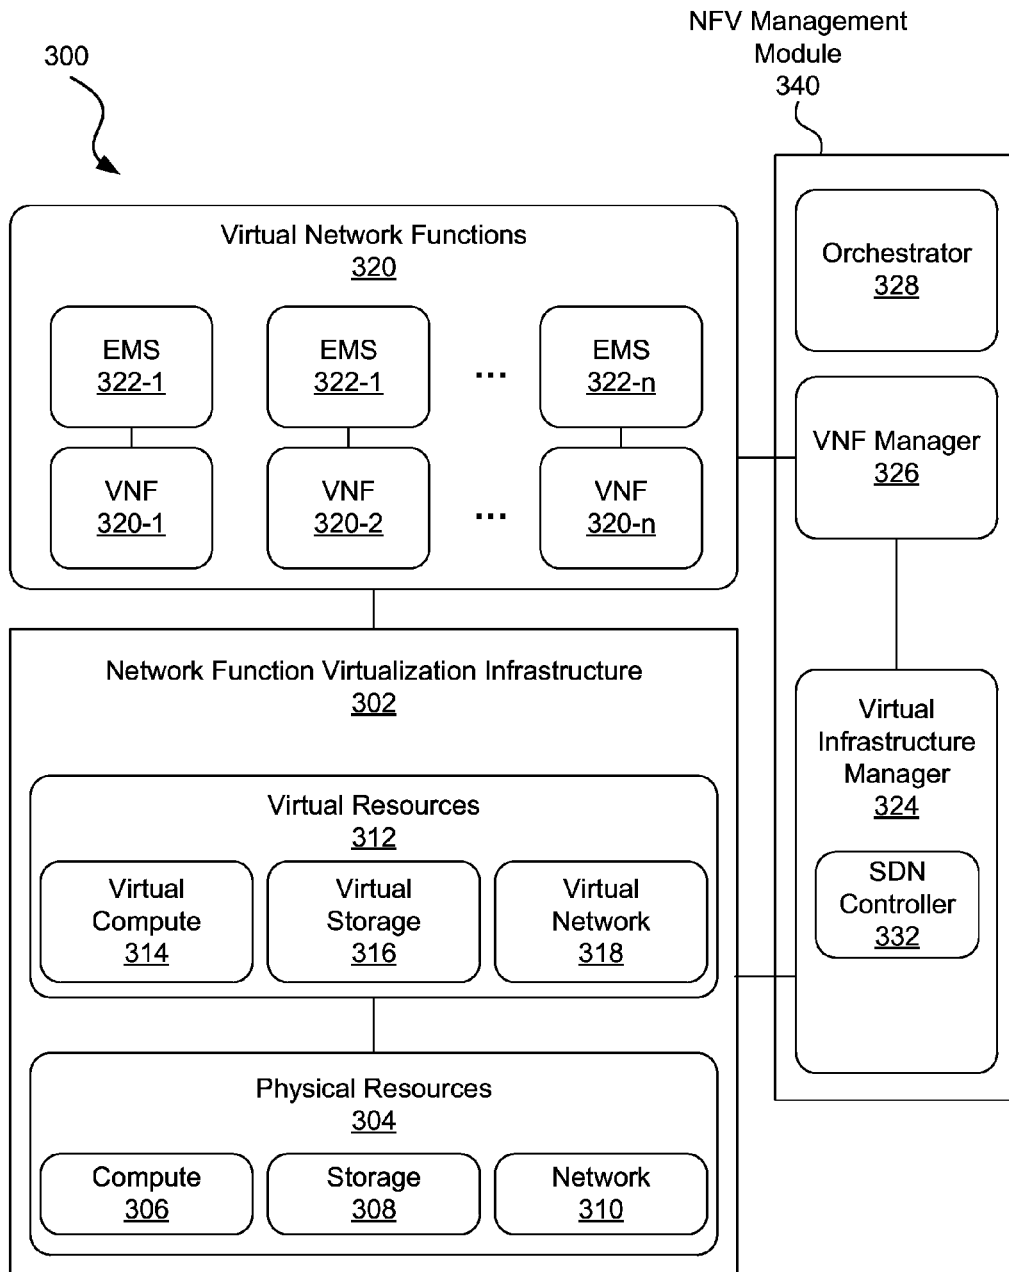 NFV Management
Module
340
300
Virtual Network Functions
320
EMS
322-1
EMS
322-1
...
EMS
322-n
VNF
320-1
VNF
320-2
...
VNF
320-n
Orchestrator
328
VNF Manager
326
Network Function Virtualization Infrastructure
302
Virtual Resources
312
Virtual
Compute
314
Virtual
Storage
316
Virtual
Network
318
Virtual
Infrastructure
Manager
324
SDN
Controller
332
Physical Resources
304
Compute
306
Storage
308
Network
310